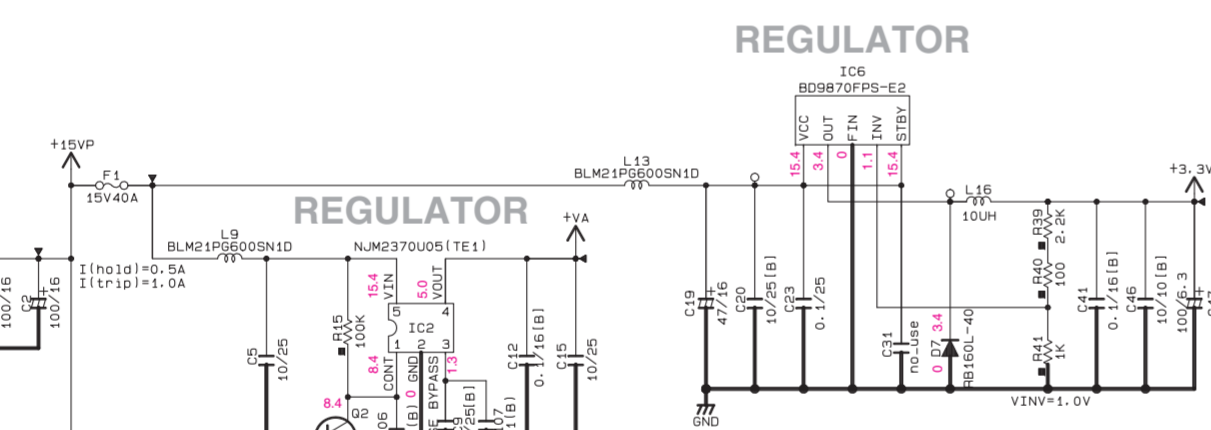 REGULATOR
IC6
BD9870FPS-E2
VCC
OUT
FIN
INV
STBY
15.4
3.4
0
1.1
15.4
+15VP
F1
15V40A
L13
BLM21PG600SN1D
L16
10UH
+3.3V
REGULATOR
+VA
L9
BLM21PG600SN1D
NJM2370U05(TE1)
I(hold)=0.5A
I(trip)=1.0A
100/16
C2
100/16
15.4
VIN
5.0
VOUT
5
4
IC2
1
2
3
R15
100K
C5
10/25
8.4
CONT
0
GND
BYPASS
1.3
C12
0.1/16[B]
C15
10/25
8.4
Q2
C19
47/16
C20
10/25[B]
C23
0.1/25
C31
no_use
0
D7
3.4
RB160L-40
R39
2.2K
R40
100
R41
1K
C41
0.1/16[B]
C46
10/10[B]
100/6.3
VINV=1.0V
GND